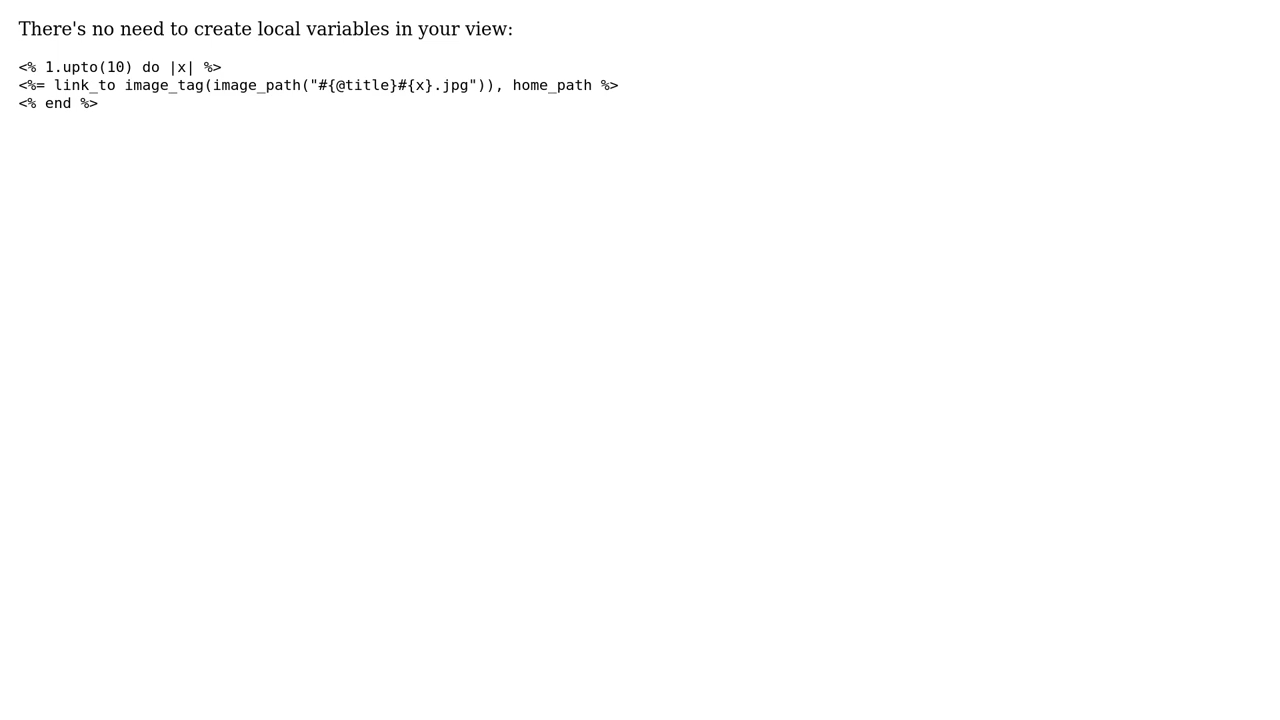 There's no need to create local variables in your view:
<% 1.upto(10) do |x| %>
<%= link_to image_tag(image_path("#{@title}#{x}.jpg")), home_path %>
<% end %>